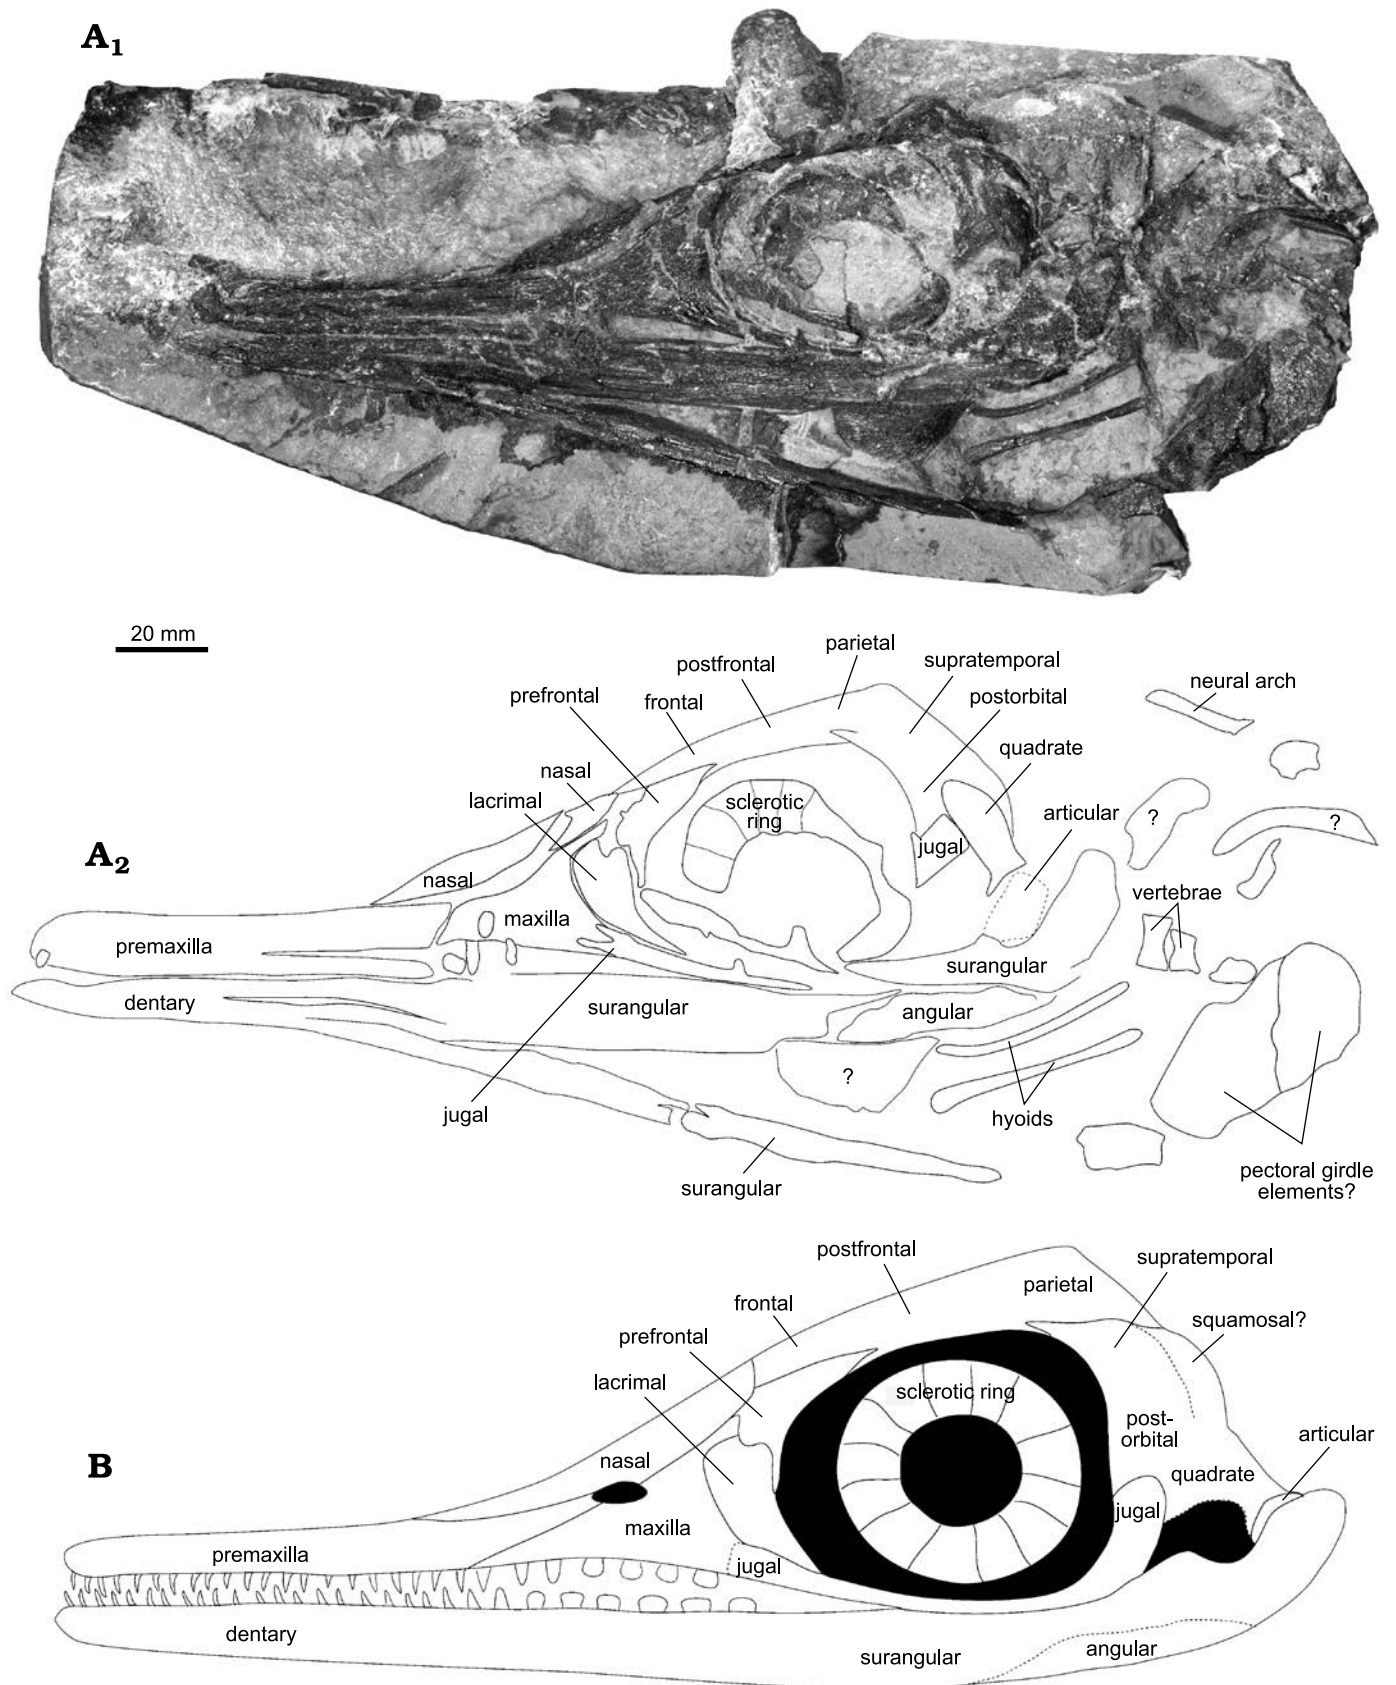 A1
20 mm
parietal
postfrontal
supratemporal
neural arch
prefrontal
frontal
postorbital
quadrate
nasal
lacrimal
sclerotic
ring
articular
?
?
jugal
A2
nasal
vertebrae
maxilla
premaxilla
surangular
dentary
surangular
angular
?
jugal
hyoids
surangular
pectoral girdle
elements?
postfrontal
supratemporal
parietal
frontal
squamosal?
prefrontal
lacrimal
sclerotic ring
post-
orbital
articular
B
nasal
quadrate
jugal
maxilla
premaxilla
jugal
dentary
surangular
angular